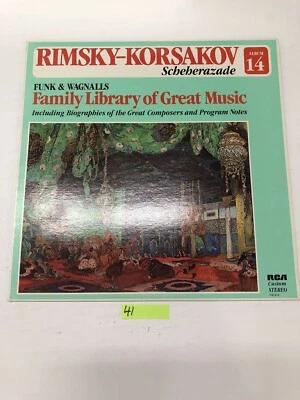 RIMSKY-KORSAKOV
Scheherazade
ALBUM
14
FUNK & WAGNALLS
Family Library of Great Music
Including Biographies of the Great Composers and Program Notes
RCA
Custom
STEREO
41